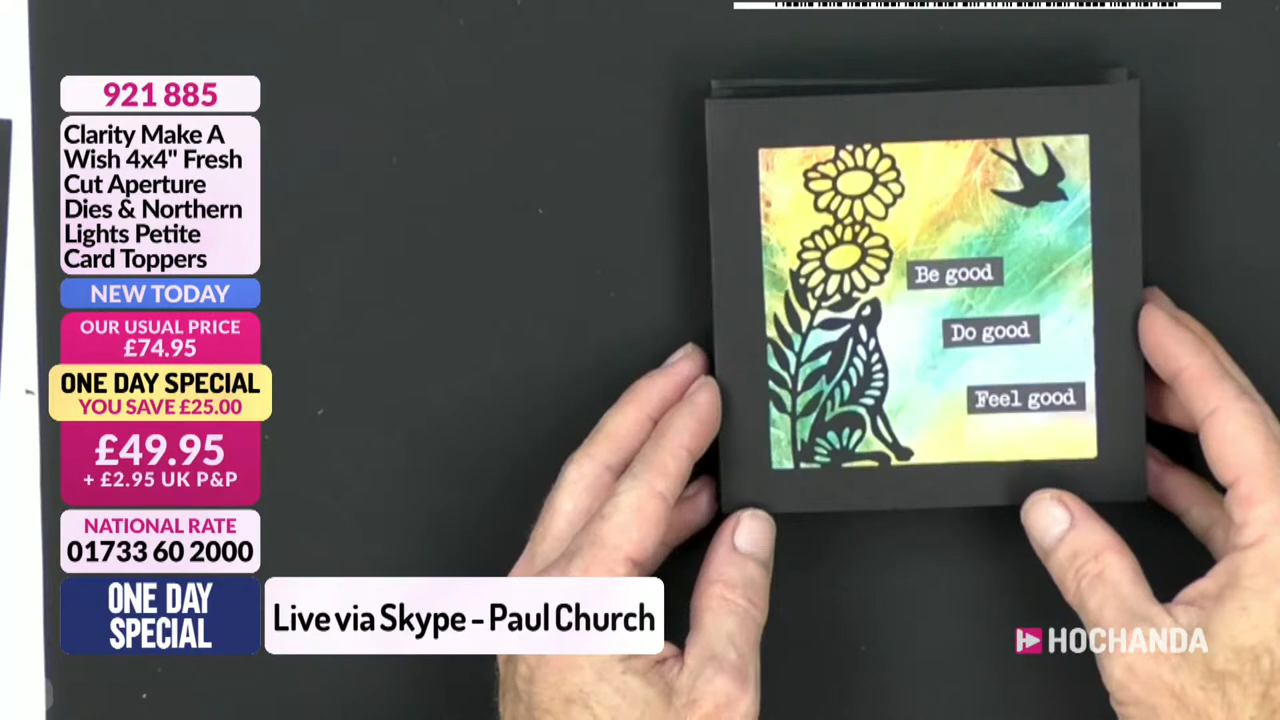 921 885
Clarity Make A
Wish 4x4" Fresh
Cut Aperture
Dies & Northern
Lights Petite
Card Toppers
NEW TODAY
OUR USUAL PRICE
£74.95
ONE DAY SPECIAL
YOU SAVE £25.00
£49.95
+ £2.95 UK P&P
NATIONAL RATE
01733 60 2000
ONE DAY
SPECIAL
Live via Skype - Paul Church
Be good
Do good
Feel good
HOCHANDA